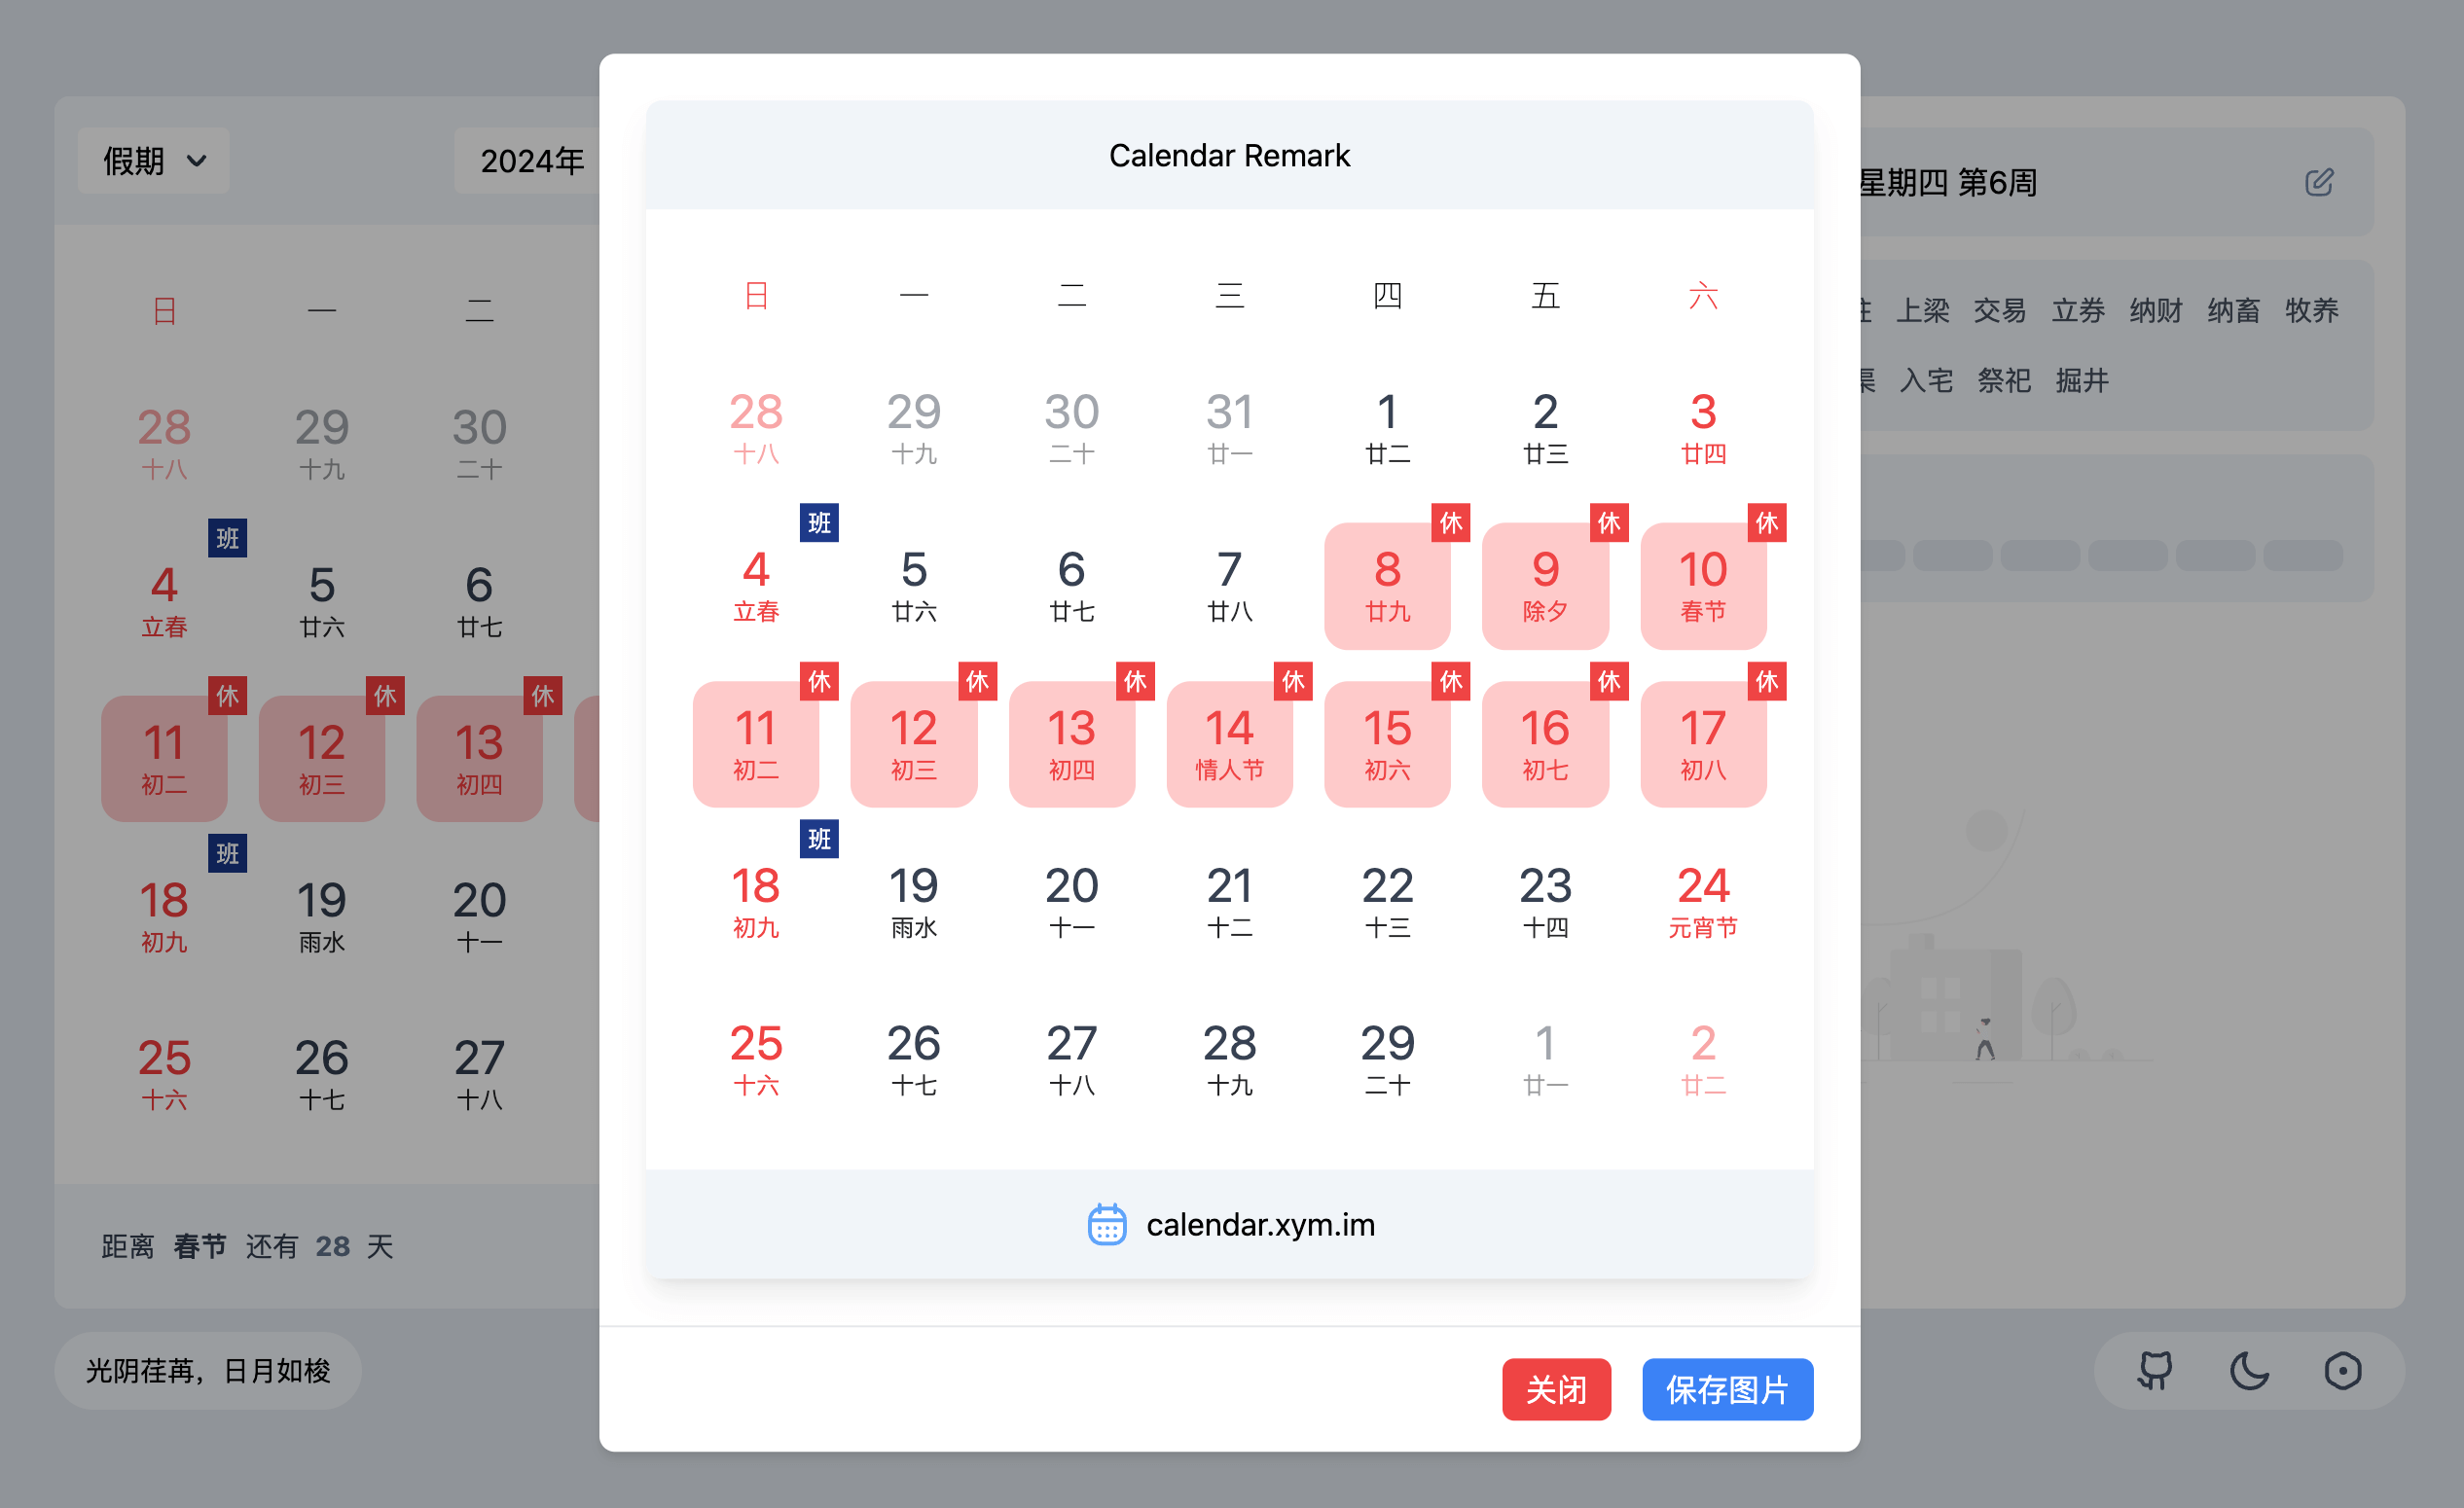 假期
2024年
日 一 二
28 29 30
十八 十九 二十
班
4 5 6
立春 廿六 廿七
休 休 休
11 12 13
初二 初三 初四
班
18 19 20
初九 雨水 十一
25 26 27
十六 十七 十八
距离 春节 还有 28 天
光阴荏苒，日月如梭
Calendar Remark
日 一 二 三 四 五 六
28 29 30 31 1 2 3
十八 十九 二十 廿一 廿二 廿三 廿四
班 休 休 休
4 5 6 7 8 9 10
立春 廿六 廿七 廿八 廿九 除夕 春节
休 休 休 休 休 休 休
11 12 13 14 15 16 17
初二 初三 初四 情人节 初六 初七 初八
班
18 19 20 21 22 23 24
初九 雨水 十一 十二 十三 十四 元宵节
25 26 27 28 29 1 2
十六 十七 十八 十九 二十 廿一 廿二
calendar.xym.im
关闭 保存图片
星期四 第6周
上梁 交易 立券 纳财 纳畜 牧养
入宅 祭祀 掘井